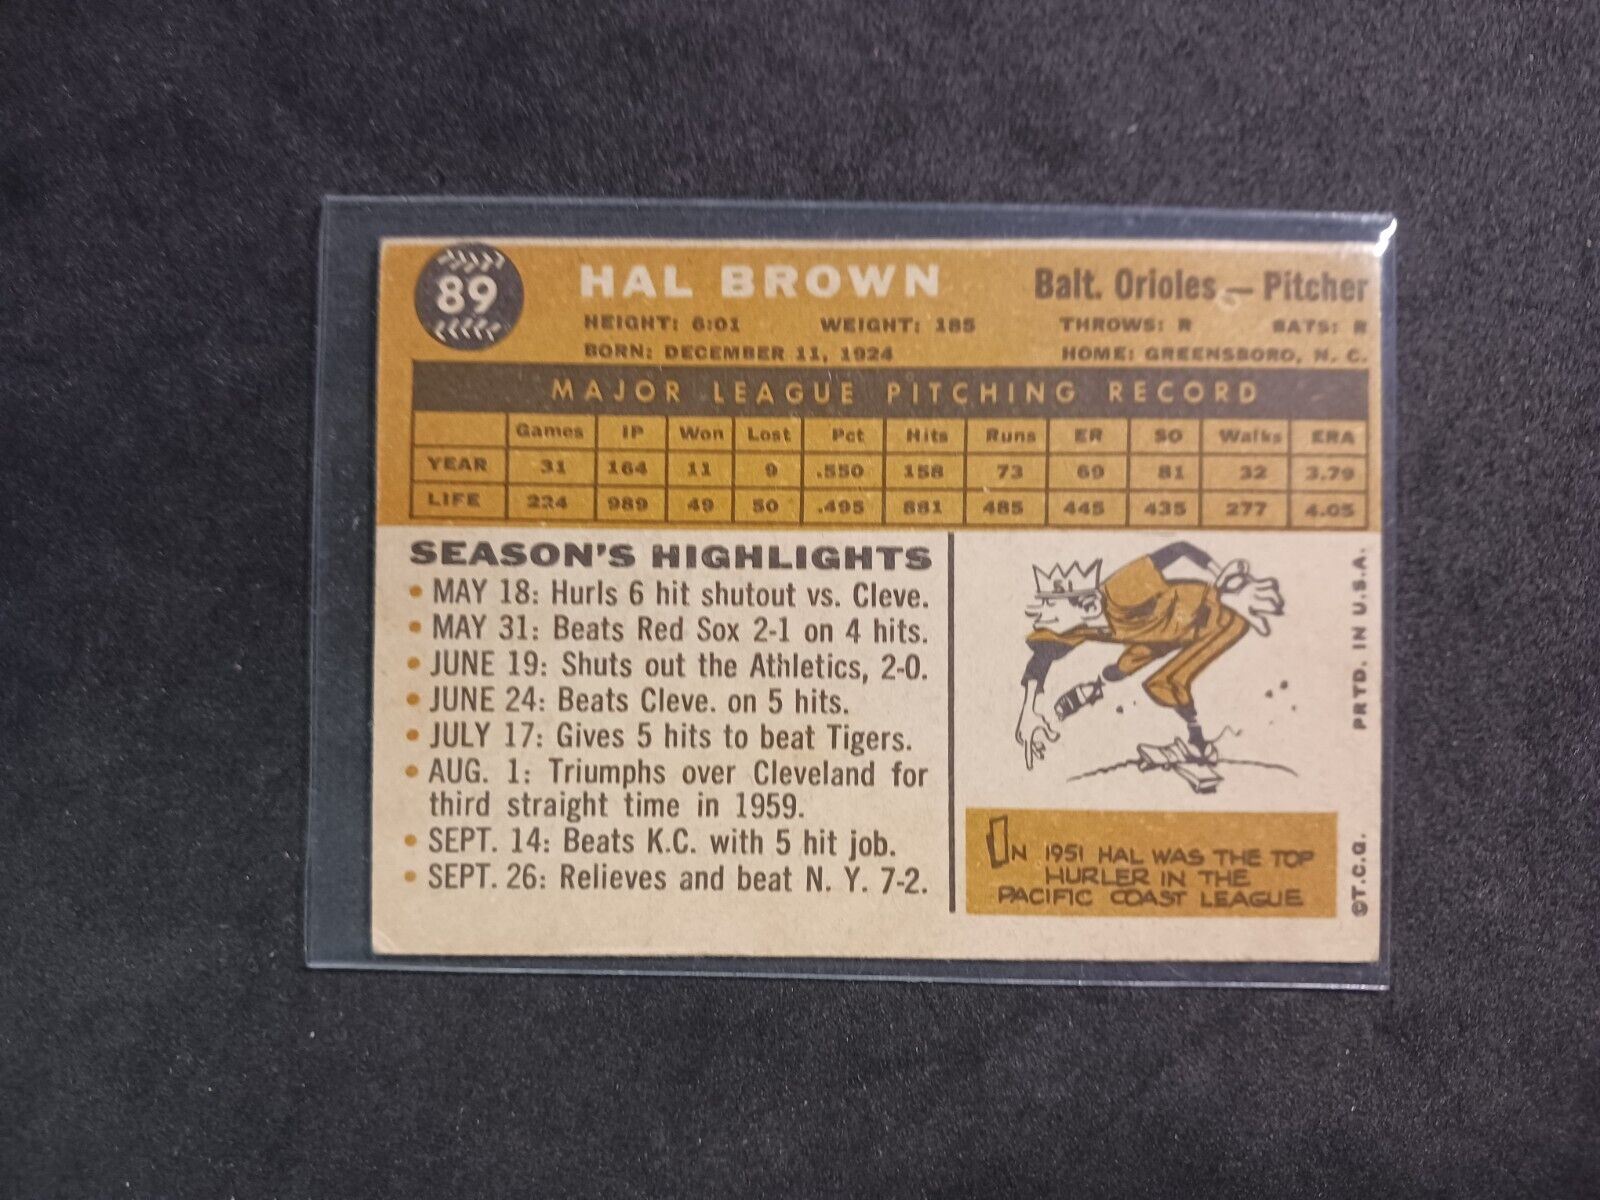 89
HAL BROWN
Balt. Orioles — Pitcher
HEIGHT: 6:01 WEIGHT: 185 THROWS: R BATS: R
BORN: DECEMBER 11, 1924 HOME: GREENSBORO, N. C.
MAJOR LEAGUE PITCHING RECORD
Games IP Won Lost Pct Hits Runs ER SO Walks ERA
YEAR 31 164 11 9 .550 158 73 69 81 32 3.79
LIFE 224 989 49 50 .495 881 485 445 435 277 4.05
SEASON'S HIGHLIGHTS
• MAY 18: Hurls 6 hit shutout vs. Cleve.
• MAY 31: Beats Red Sox 2-1 on 4 hits.
• JUNE 19: Shuts out the Athletics, 2-0.
• JUNE 24: Beats Cleve. on 5 hits.
• JULY 17: Gives 5 hits to beat Tigers.
• AUG. 1: Triumphs over Cleveland for
third straight time in 1959.
• SEPT. 14: Beats K.C. with 5 hit job.
• SEPT. 26: Relieves and beat N. Y. 7-2.
51
IN 1951 HAL WAS THE TOP
HURLER IN THE
PACIFIC COAST LEAGUE
©T.C.G. PRTD. IN U.S.A.